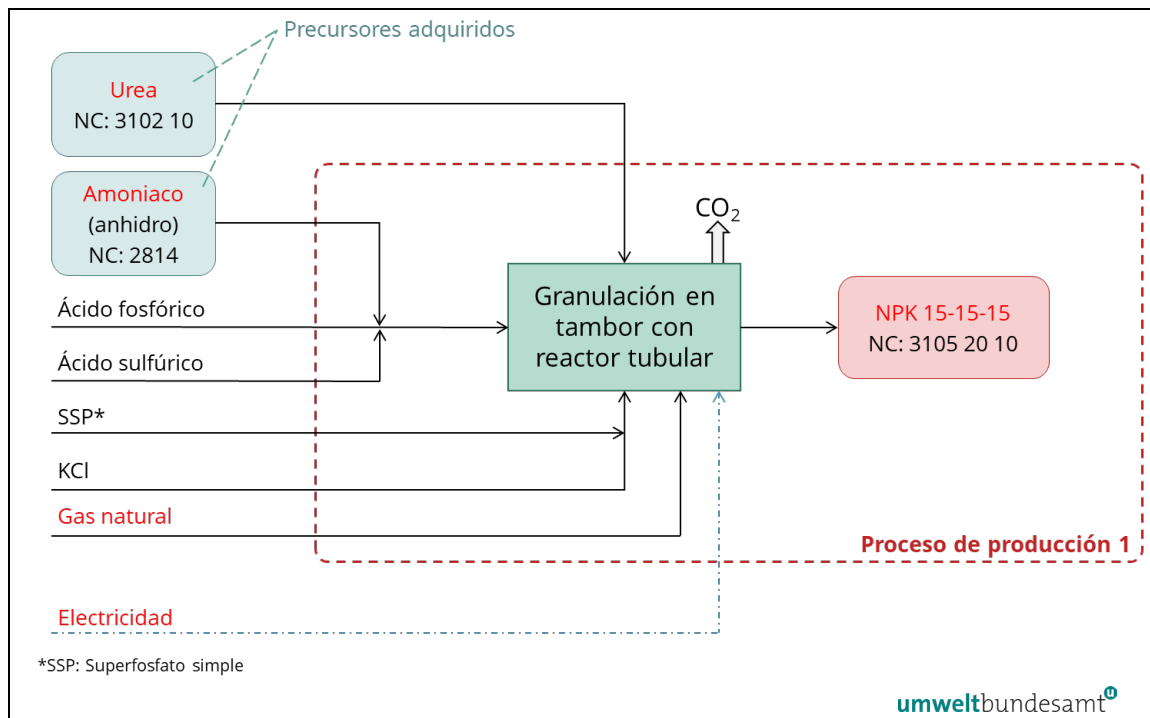 Precursores adquiridos
Urea
NC: 3102 10
Amoniaco
(anhidro)
NC: 2814
CO2
Ácido fosfórico
Granulación en
tambor con
reactor tubular
NPK 15-15-15
NC: 3105 20 10
Ácido sulfúrico
SSP*
KCl
Gas natural
Proceso de producción 1
Electricidad
*SSP: Superfosfato simple
umweltbundesamt u